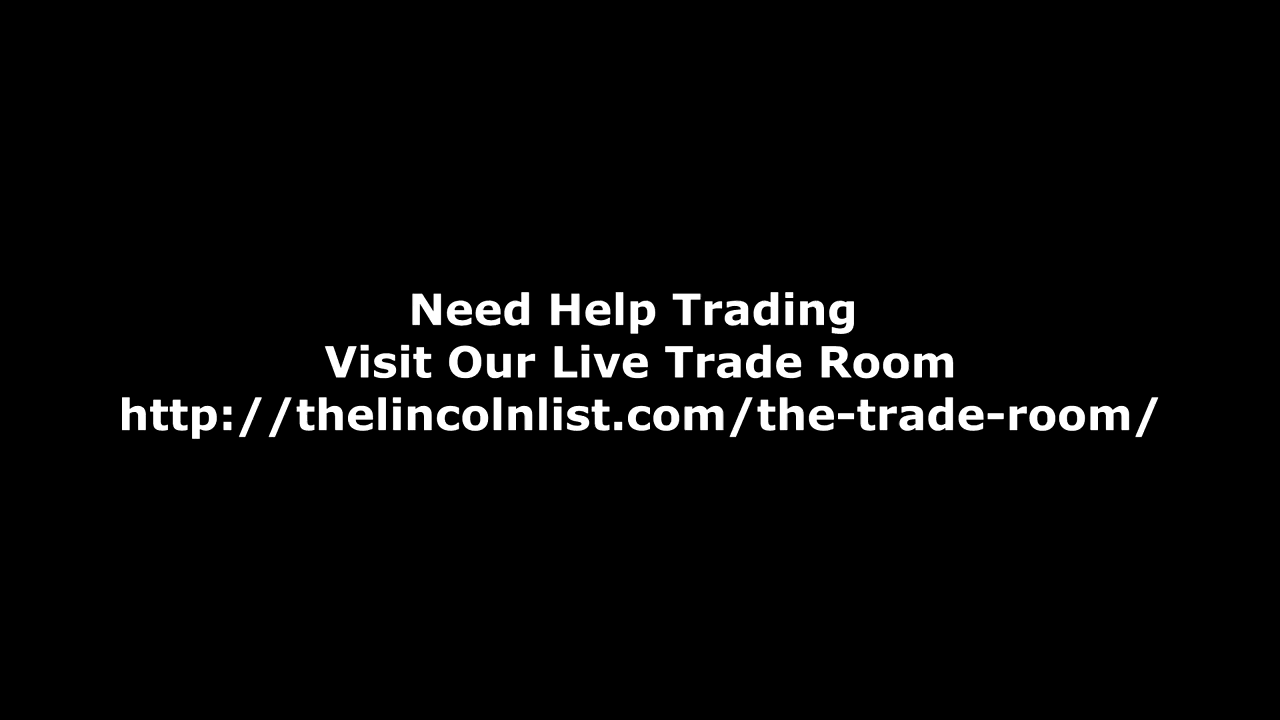 Need Help Trading
Visit Our Live Trade Room
http://thelincolnlist.com/the-trade-room/